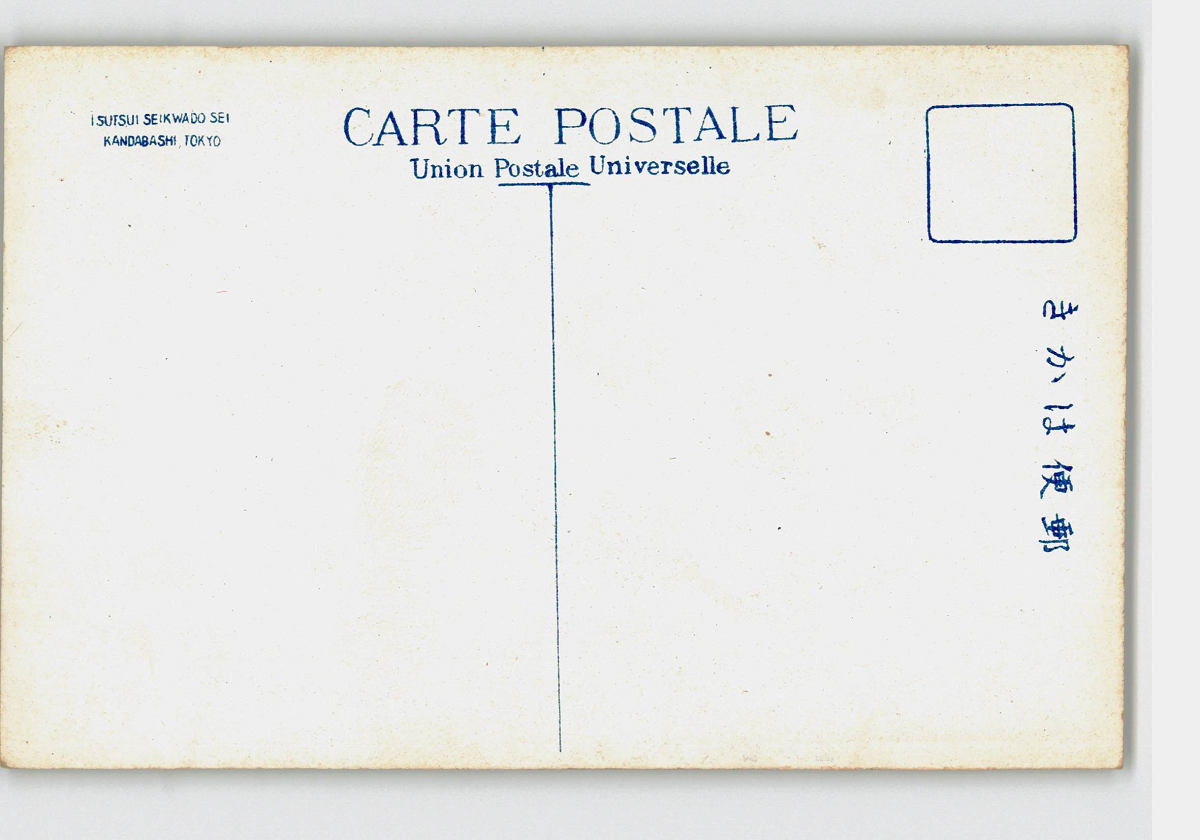 ISUTSUI SEIKWADO SEI
KANDABASHI, TOKYO
CARTE POSTALE
Union Postale Universelle
郵便はかき